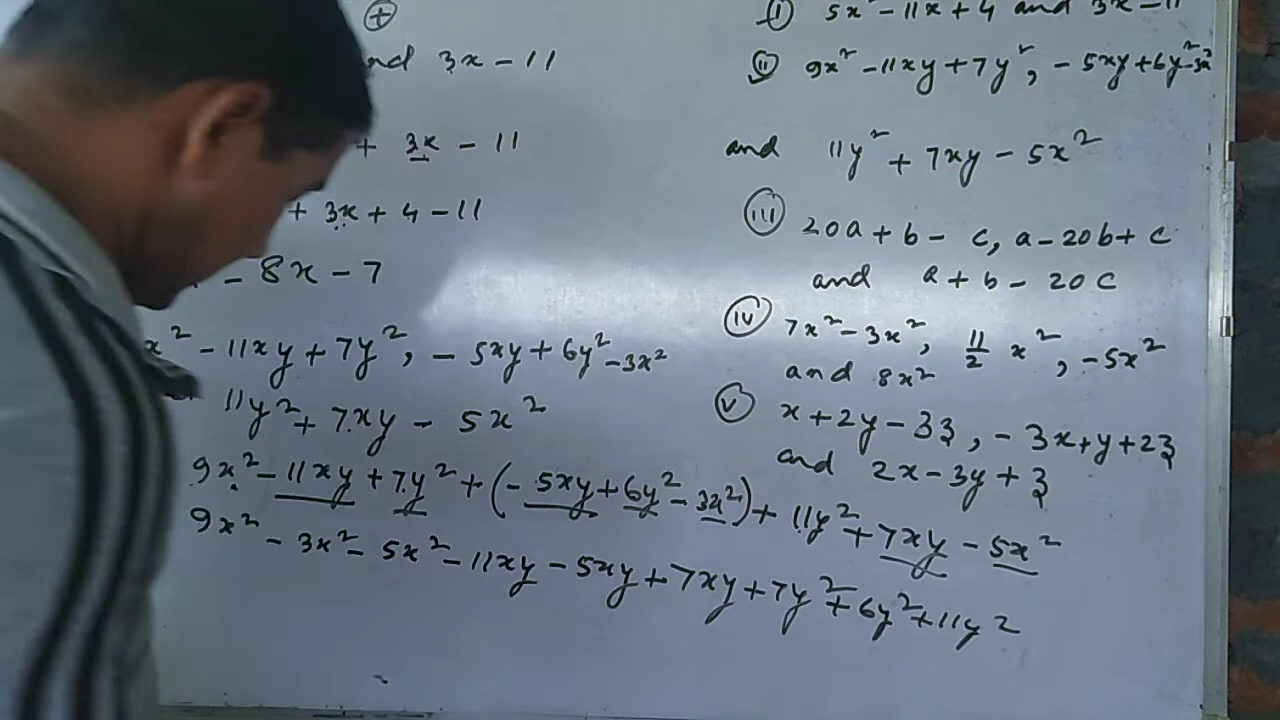 +
nd 3x - 11
+ 3x - 11
+ 3x + 4 - 11
- 8x - 7
x² - 11xy + 7y², - 5xy + 6y² - 3x²
11y² + 7xy - 5x²
9x² - 11xy + 7y² + (- 5xy + 6y² - 3x²) + 11y² + 7xy - 5x²
9x² - 3x² - 5x² - 11xy - 5xy + 7xy + 7y² + 6y² + 11y²
(i) 5x² - 11x + 4 and 3x - 11
(ii) 9x² - 11xy + 7y², - 5xy + 6y² - 3x²
and 11y² + 7xy - 5x²
(iii) 20a + b - c, a - 20b + c
and a + b - 20c
(iv) 7x² - 3x², 11/2 x², - 5x²
and 8x²
(v) x + 2y - 3z, - 3x + y + 2z
and 2x - 3y + z